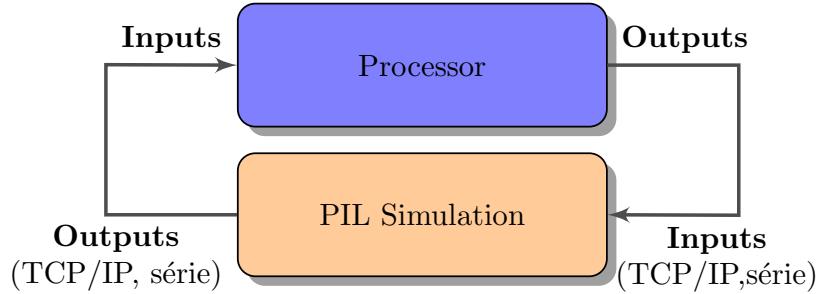 Inputs
Outputs
Processor
PIL Simulation
Outputs
(TCP/IP, série)
Inputs
(TCP/IP,série)